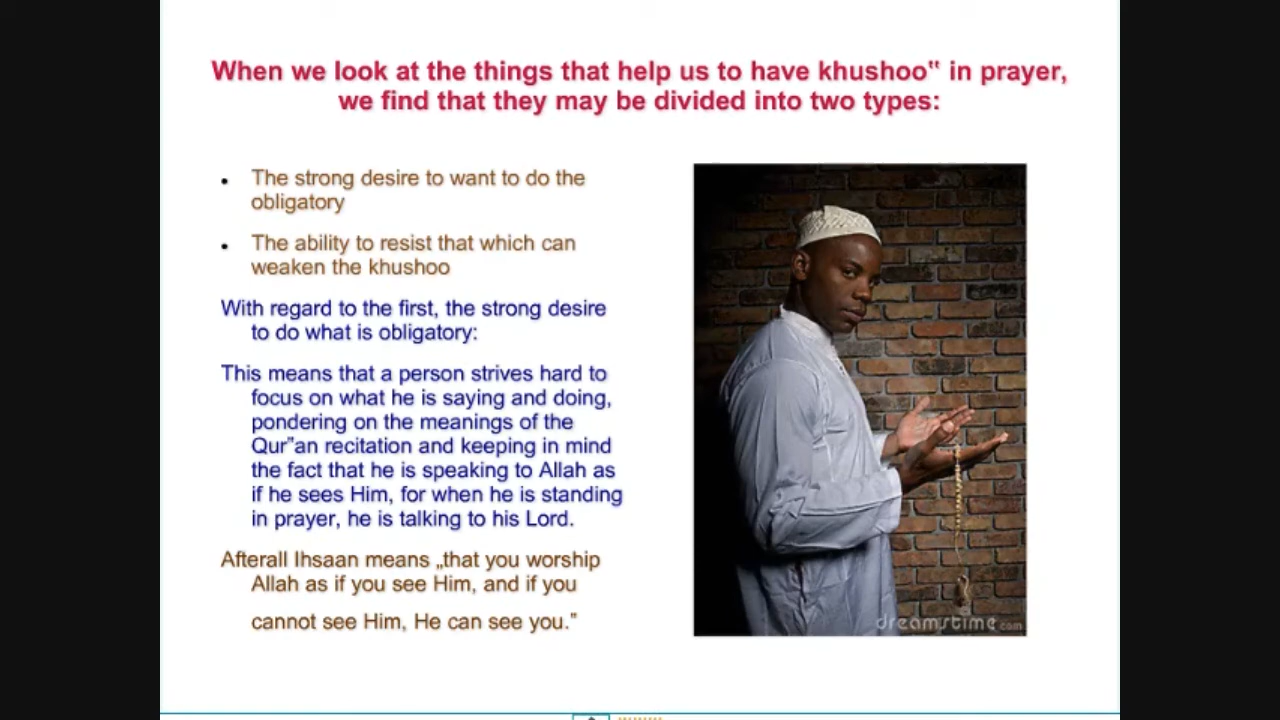 When we look at the things that help us to have khushoo‟ in prayer,
we find that they may be divided into two types:
• The strong desire to want to do the
obligatory
• The ability to resist that which can
weaken the khushoo
With regard to the first, the strong desire
to do what is obligatory:
This means that a person strives hard to
focus on what he is saying and doing,
pondering on the meanings of the
Qur‟an recitation and keeping in mind
the fact that he is speaking to Allah as
if he sees Him, for when he is standing
in prayer, he is talking to his Lord.
Afterall Ihsaan means „that you worship
Allah as if you see Him, and if you
cannot see Him, He can see you.”
dreamstime.com